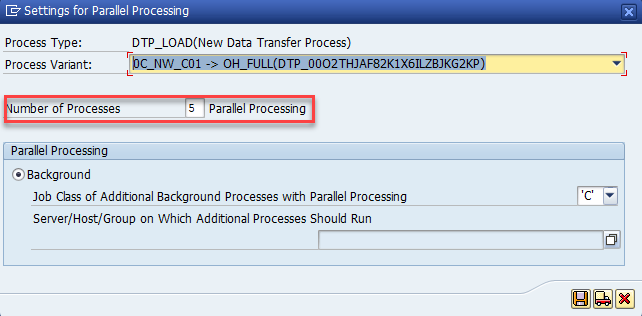 Settings for Parallel Processing
Process Type: DTP_LOAD(New Data Transfer Process)
Process Variant: 0C_NW_C01 -> OH_FULL(DTP_00O2THJAF82K1X6ILZBJKG2KP)
Number of Processes 5 Parallel Processing
Parallel Processing
Background
Job Class of Additional Background Processes with Parallel Processing 'C'
Server/Host/Group on Which Additional Processes Should Run